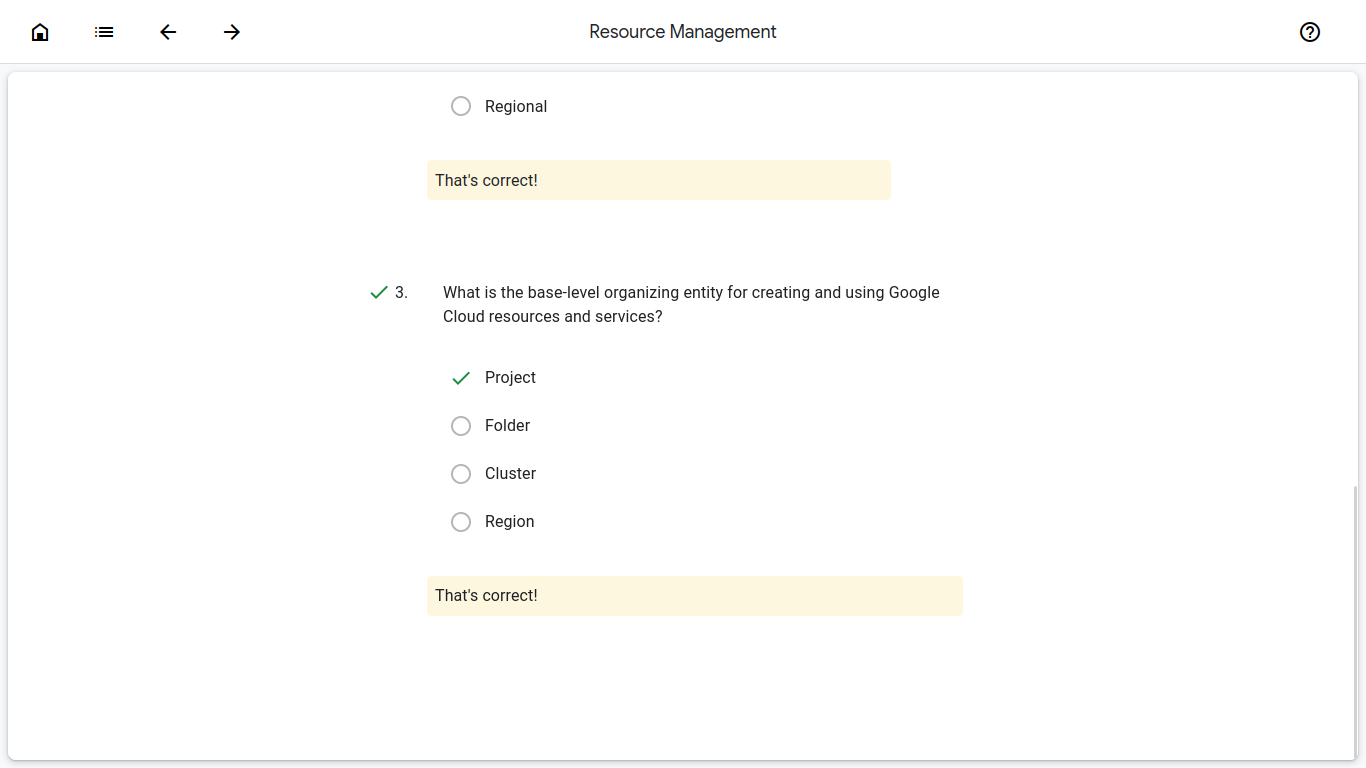 Resource Management
Regional
That's correct!
3.
What is the base-level organizing entity for creating and using Google
Cloud resources and services?
Project
Folder
Cluster
Region
That's correct!